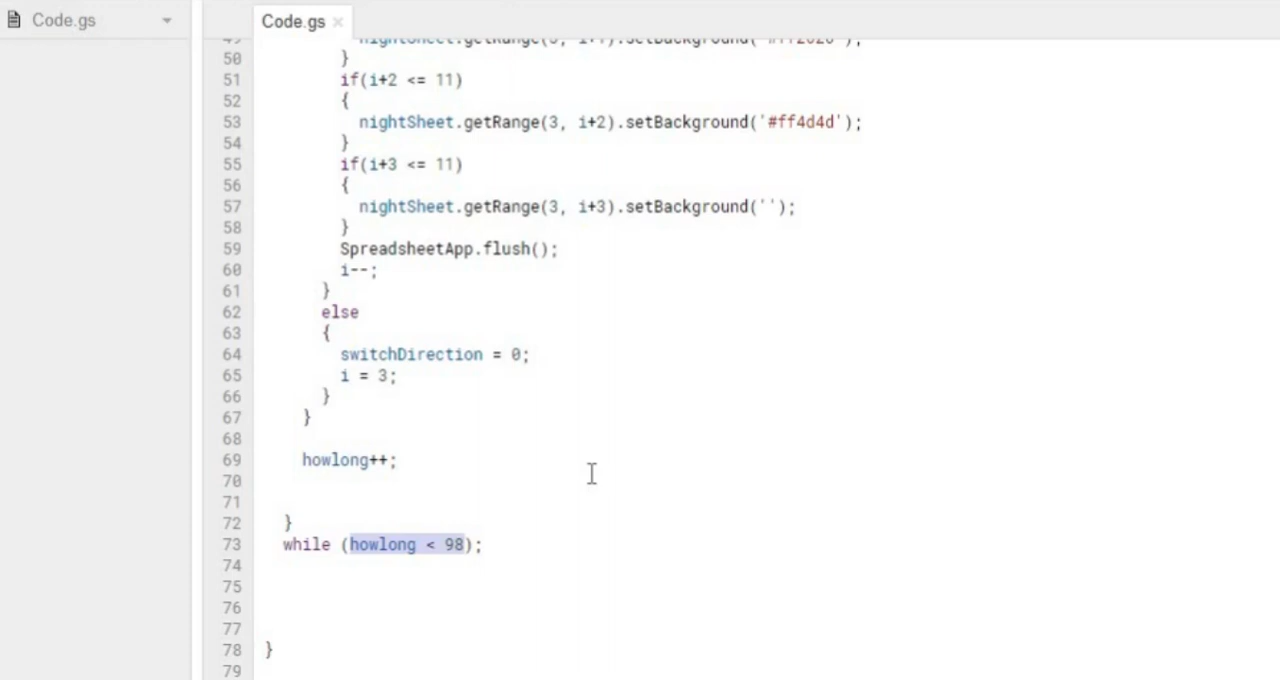 Code.gs
Code.gs ×
50 }
51 if(i+2 <= 11)
52 {
53 nightSheet.getRange(3, i+2).setBackground('#ff4d4d');
54 }
55 if(i+3 <= 11)
56 {
57 nightSheet.getRange(3, i+3).setBackground('');
58 }
59 SpreadsheetApp.flush();
60 i--;
61 }
62 else
63 {
64 switchDirection = 0;
65 i = 3;
66 }
67 }
68
69 howlong++;
70
71
72 }
73 while (howlong < 98);
74
75
76
77
78 }
79